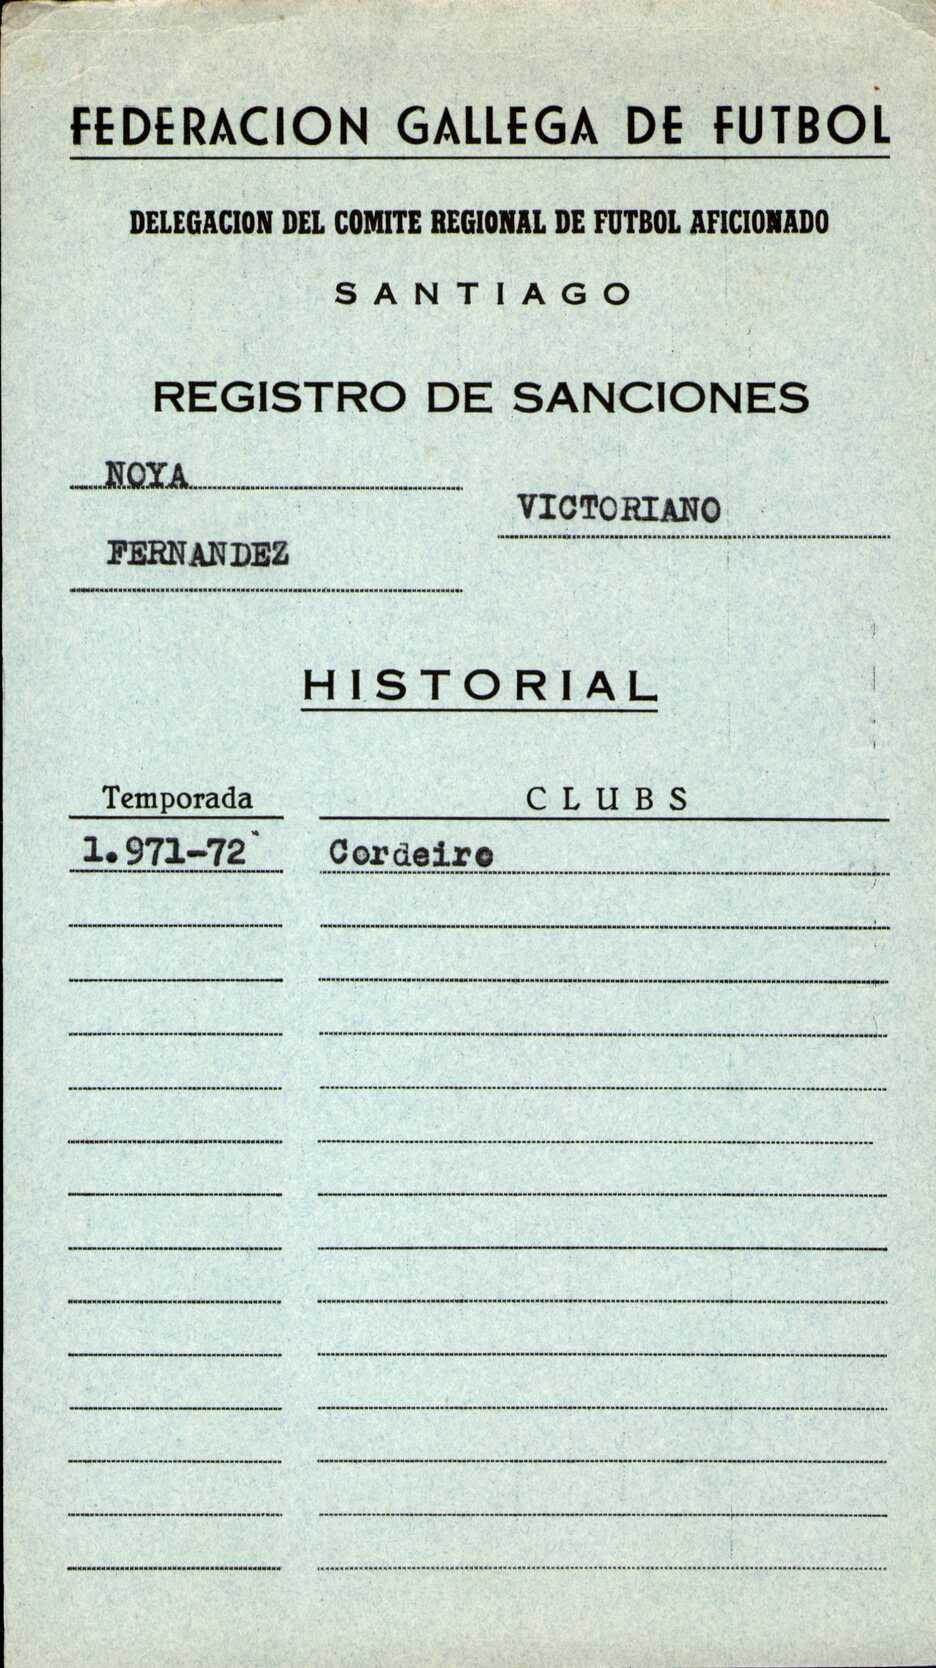 FEDERACION GALLEGA DE FUTBOL
DELEGACION DEL COMITE REGIONAL DE FUTBOL AFICIONADO
SANTIAGO
REGISTRO DE SANCIONES
NOYA
VICTORIANO
FERNANDEZ
HISTORIAL
Temporada CLUBS
1.971-72 Cordeiro